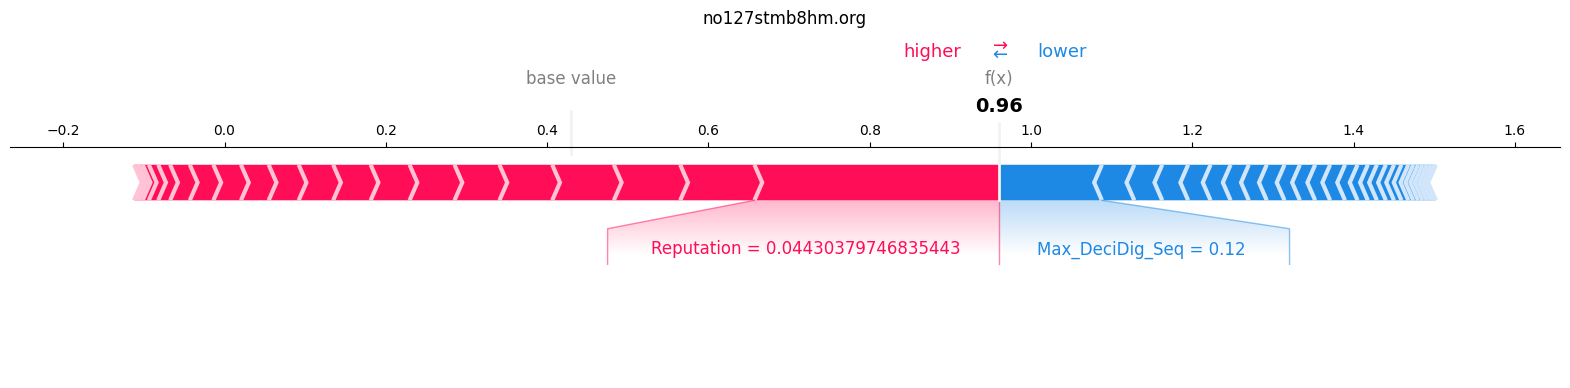 no127stmb8hm.org
higher → lower
←
base value f(x)
0.96
−0.2 0.0 0.2 0.4 0.6 0.8 1.0 1.2 1.4 1.6
Reputation = 0.04430379746835443 Max_DeciDig_Seq = 0.12